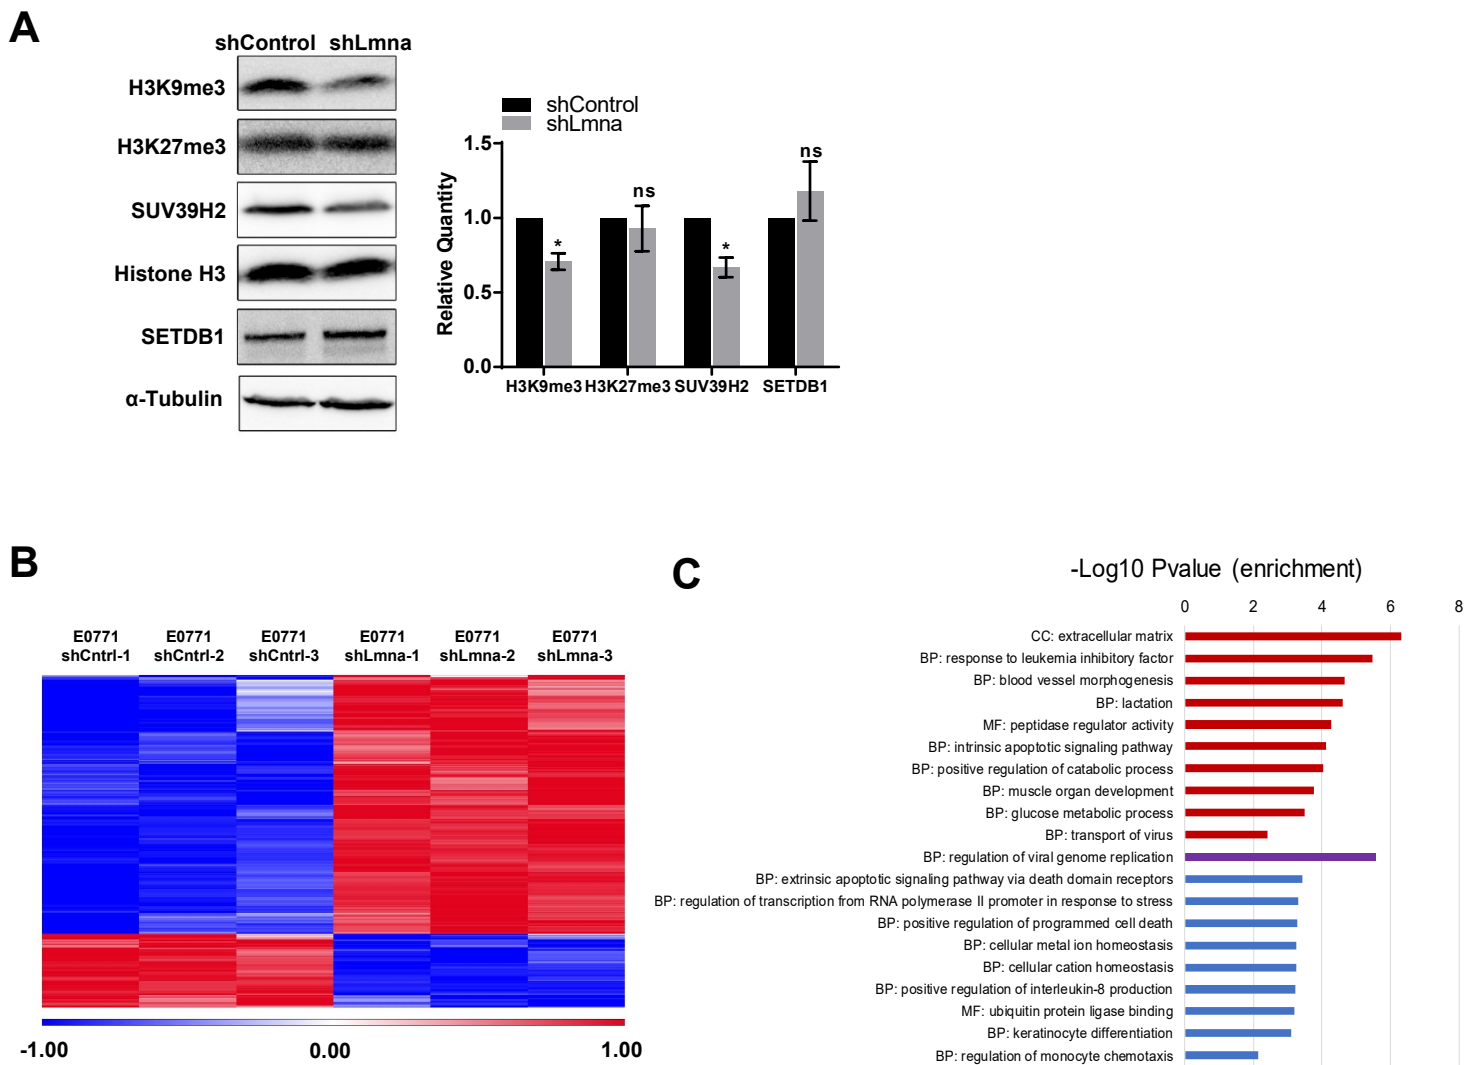 A
shControl shLmna
H3K9me3
H3K27me3
SUV39H2
Histone H3
SETDB1
α-Tubulin
shControl
shLmna
Relative Quantity
1.5
1.0
0.5
0.0
*
ns
*
ns
H3K9me3 H3K27me3 SUV39H2 SETDB1
B
E0771 E0771 E0771 E0771 E0771 E0771
shCntrl-1 shCntrl-2 shCntrl-3 shLmna-1 shLmna-2 shLmna-3
-1.00 0.00 1.00
C
-Log10 Pvalue (enrichment)
0 2 4 6 8
CC: extracellular matrix
BP: response to leukemia inhibitory factor
BP: blood vessel morphogenesis
BP: lactation
MF: peptidase regulator activity
BP: intrinsic apoptotic signaling pathway
BP: positive regulation of catabolic process
BP: muscle organ development
BP: glucose metabolic process
BP: transport of virus
BP: regulation of viral genome replication
BP: extrinsic apoptotic signaling pathway via death domain receptors
BP: regulation of transcription from RNA polymerase II promoter in response to stress
BP: positive regulation of programmed cell death
BP: cellular metal ion homeostasis
BP: cellular cation homeostasis
BP: positive regulation of interleukin-8 production
MF: ubiquitin protein ligase binding
BP: keratinocyte differentiation
BP: regulation of monocyte chemotaxis